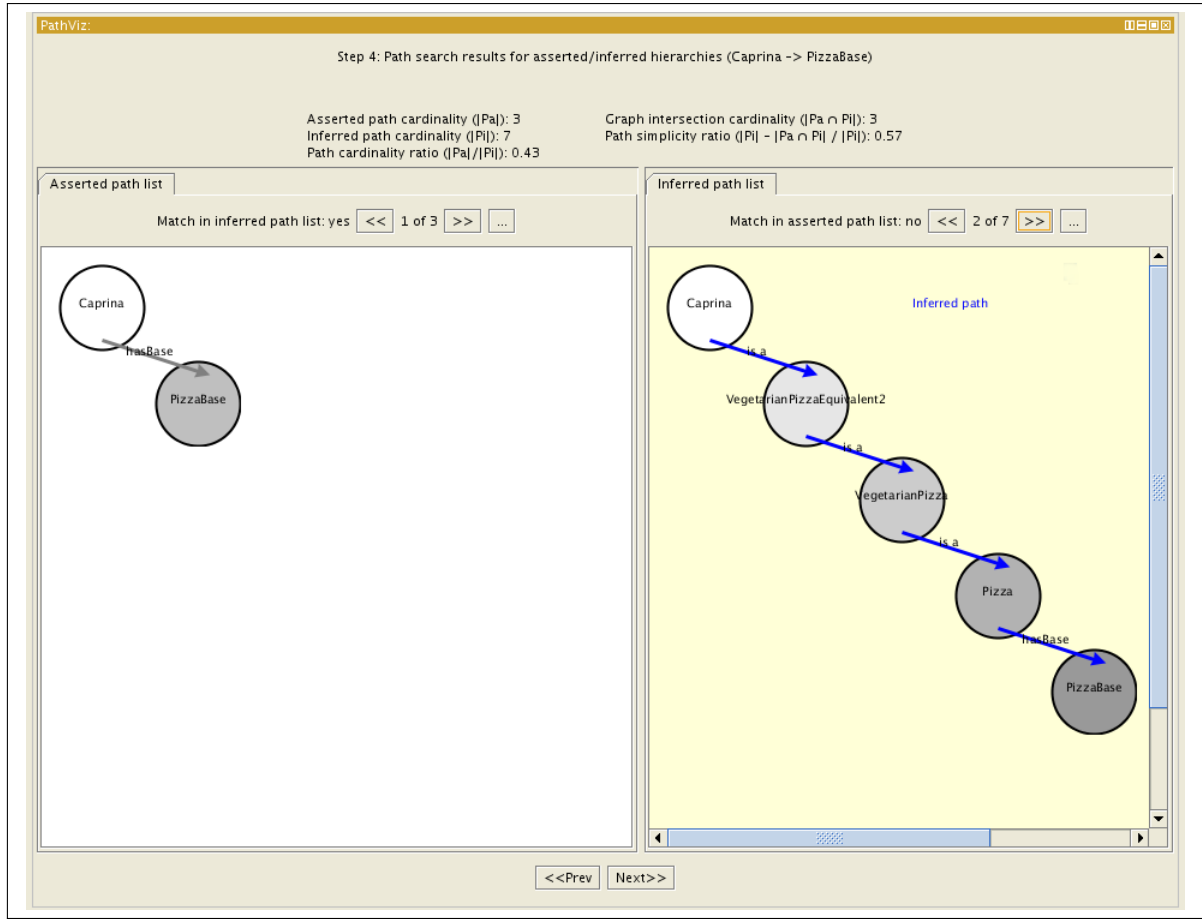 PathViz:
Step 4: Path search results for asserted/inferred hierarchies (Caprina -> PizzaBase)
Asserted path cardinality (|Pa|): 3
Inferred path cardinality (|Pi|): 7
Path cardinality ratio (|Pa|/|Pi|): 0.43
Graph intersection cardinality (|Pa ∩ Pi|): 3
Path simplicity ratio (|Pi| - |Pa ∩ Pi| / |Pi|): 0.57
Asserted path list
Match in inferred path list: yes << 1 of 3 >> ...
Caprina
hasBase
PizzaBase
Inferred path list
Match in asserted path list: no << 2 of 7 >> ...
Caprina
Inferred path
is a
VegetarianPizzaEquivalent2
is a
VegetarianPizza
is a
Pizza
hasBase
PizzaBase
<<Prev Next>>